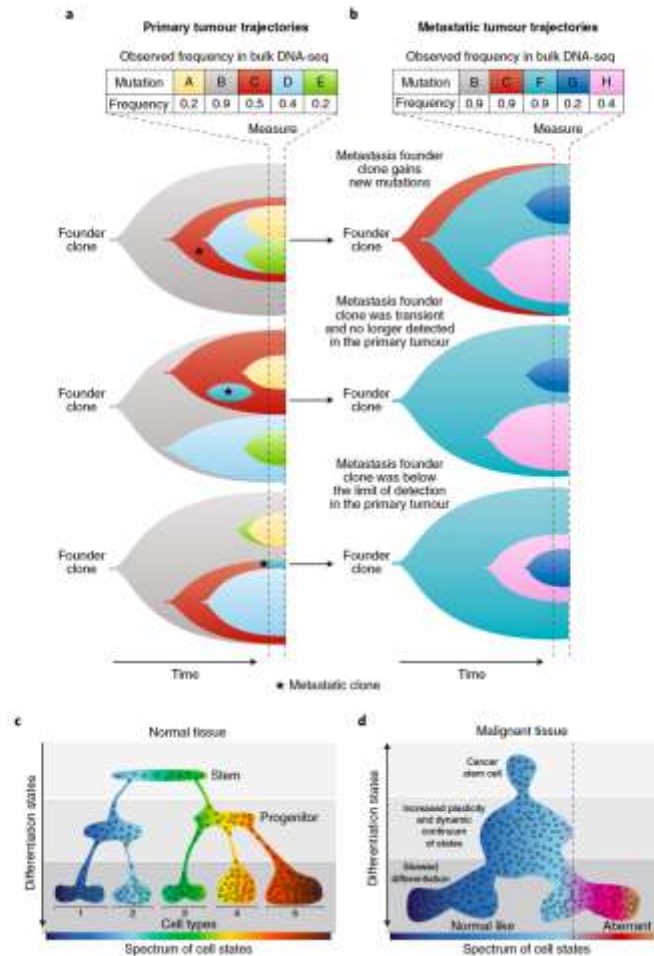 a Primary tumour trajectories
Observed frequency in bulk DNA-seq
Mutation A B C D E
Frequency 0.2 0.9 0.5 0.4 0.2
Measure
Founder
clone
Founder
clone
Founder
clone
Time
b Metastatic tumour trajectories
Observed frequency in bulk DNA-seq
Mutation B C F G H
Frequency 0.9 0.9 0.9 0.2 0.4
Measure
Metastasis founder
clone gains
new mutations
Founder
clone
Metastasis founder
clone was transient
and no longer detected
in the primary tumour
Founder
clone
Metastasis founder
clone was below
the limit of detection
in the primary tumour
Founder
clone
Time
★ Metastatic clone
c
Normal tissue
Differentiation states
Stem
Progenitor
1 2 3 4 5
Cell types
Spectrum of cell states
d
Malignant tissue
Differentiation states
Cancer
stem cell
Increased plasticity
and dynamic
continuum
of states
Skewed
differentiation
Normal like
Aberrant
Spectrum of cell states